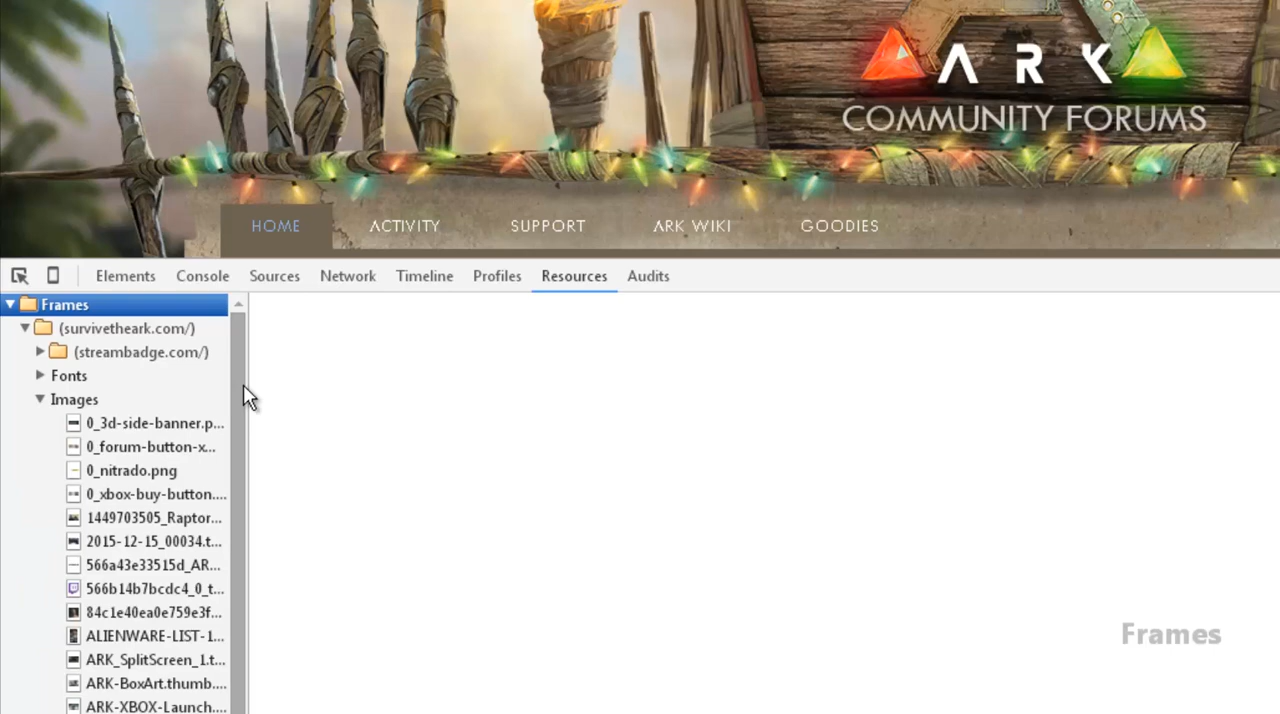 ARK
COMMUNITY FORUMS
HOME ACTIVITY SUPPORT ARK WIKI GOODIES
Elements Console Sources Network Timeline Profiles Resources Audits
Frames
(survivetheark.com/)
(streambadge.com/)
Fonts
Images
0_3d-side-banner.p...
0_forum-button-x...
0_nitrado.png
0_xbox-buy-button....
1449703505_Raptor...
2015-12-15_00034.t...
566a43e33515d_AR...
566b14b7bcdc4_0_t...
84c1e40ea0e759e3f...
ALIENWARE-LIST-1...
ARK_SplitScreen_1.t...
ARK-BoxArt.thumb....
ARK-XBOX-Launch....
Frames